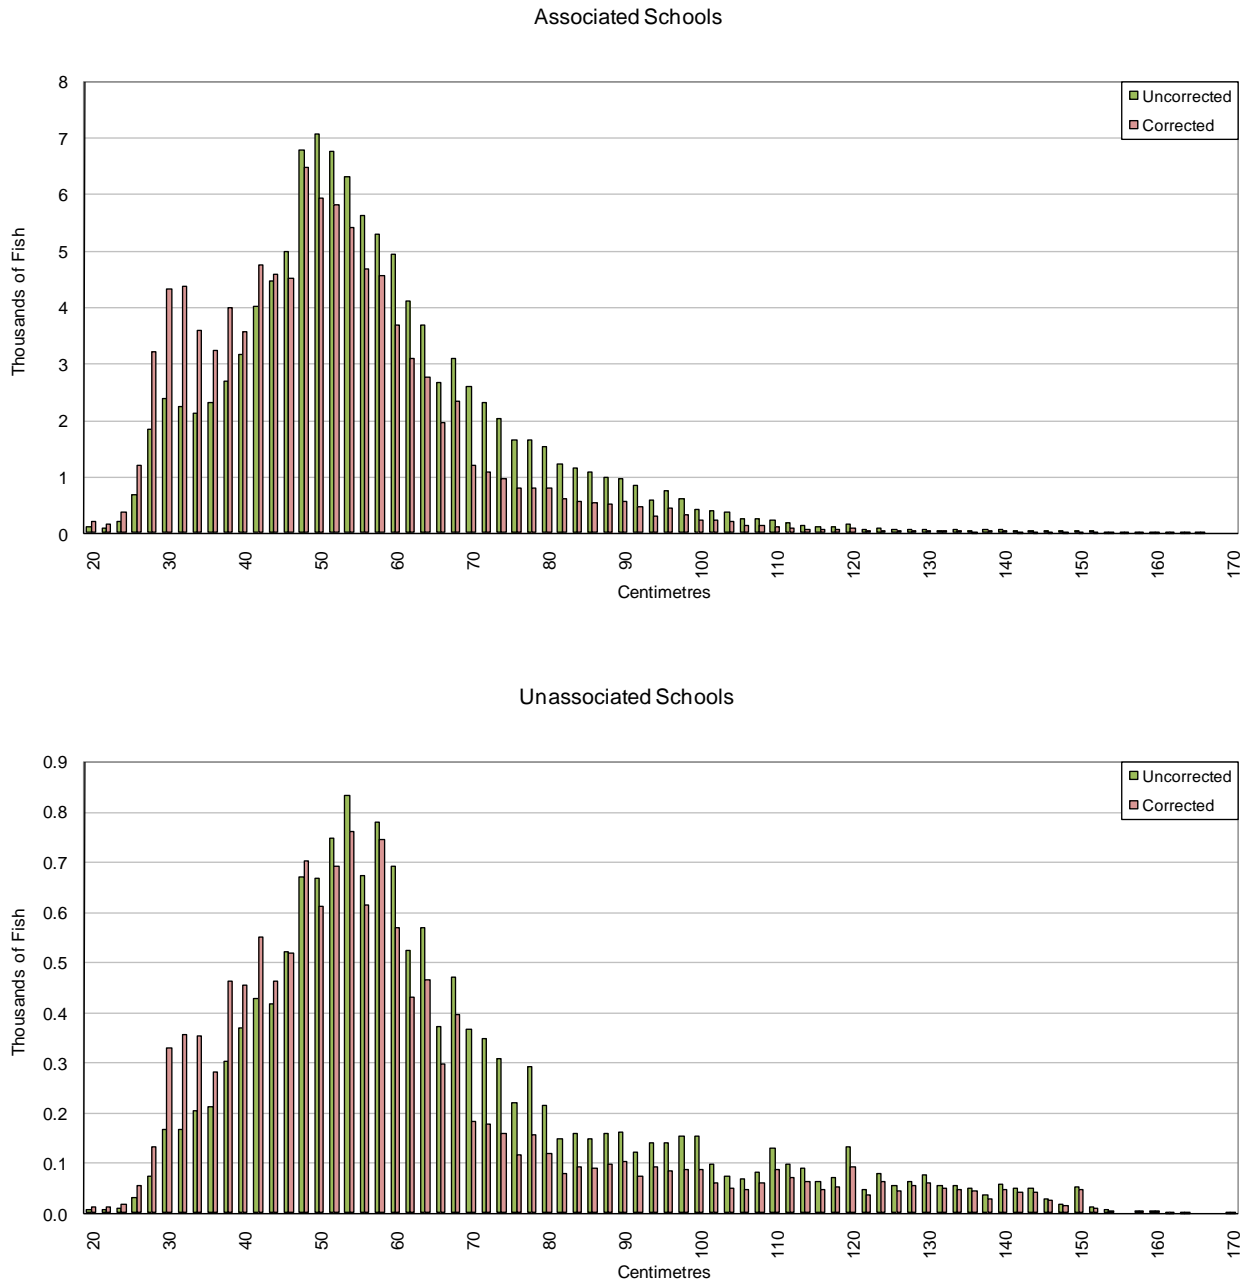 Associated Schools
8
7
6
5
4
3
2
1
0
Thousands of Fish
Uncorrected
Corrected
20 30 40 50 60 70 80 90 100 110 120 130 140 150 160 170
Centimetres
Unassociated Schools
0.9
0.8
0.7
0.6
0.5
0.4
0.3
0.2
0.1
0.0
Thousands of Fish
Uncorrected
Corrected
20 30 40 50 60 70 80 90 100 110 120 130 140 150 160 170
Centimetres